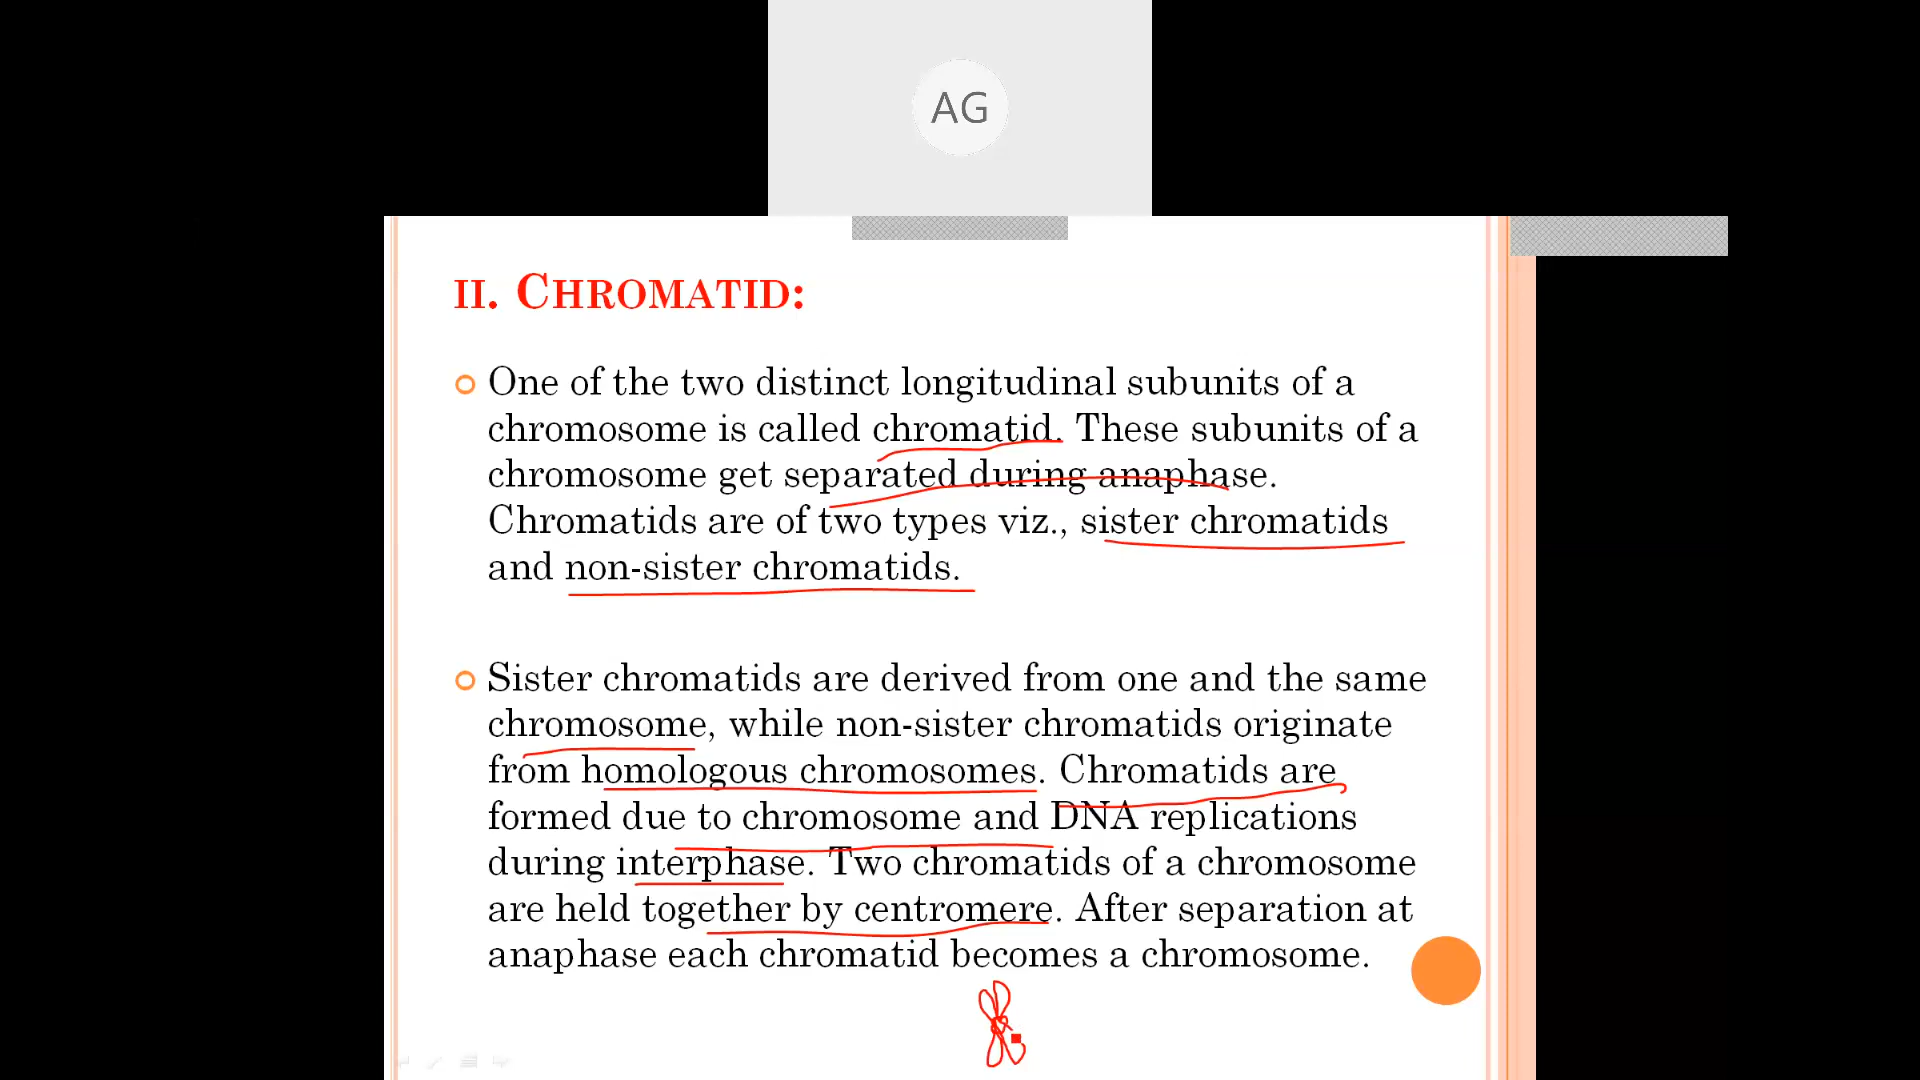 AG
II. CHROMATID:
One of the two distinct longitudinal subunits of a
chromosome is called chromatid. These subunits of a
chromosome get separated during anaphase.
Chromatids are of two types viz., sister chromatids
and non-sister chromatids.
Sister chromatids are derived from one and the same
chromosome, while non-sister chromatids originate
from homologous chromosomes. Chromatids are
formed due to chromosome and DNA replications
during interphase. Two chromatids of a chromosome
are held together by centromere. After separation at
anaphase each chromatid becomes a chromosome.